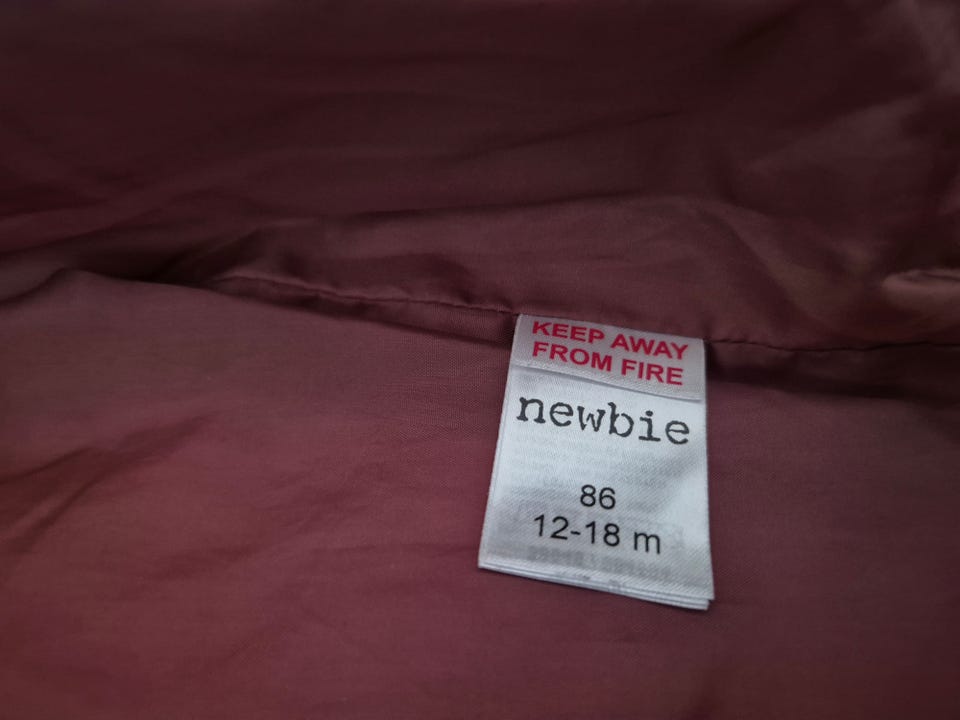 KEEP AWAY
FROM FIRE
newbie
86
12-18 m